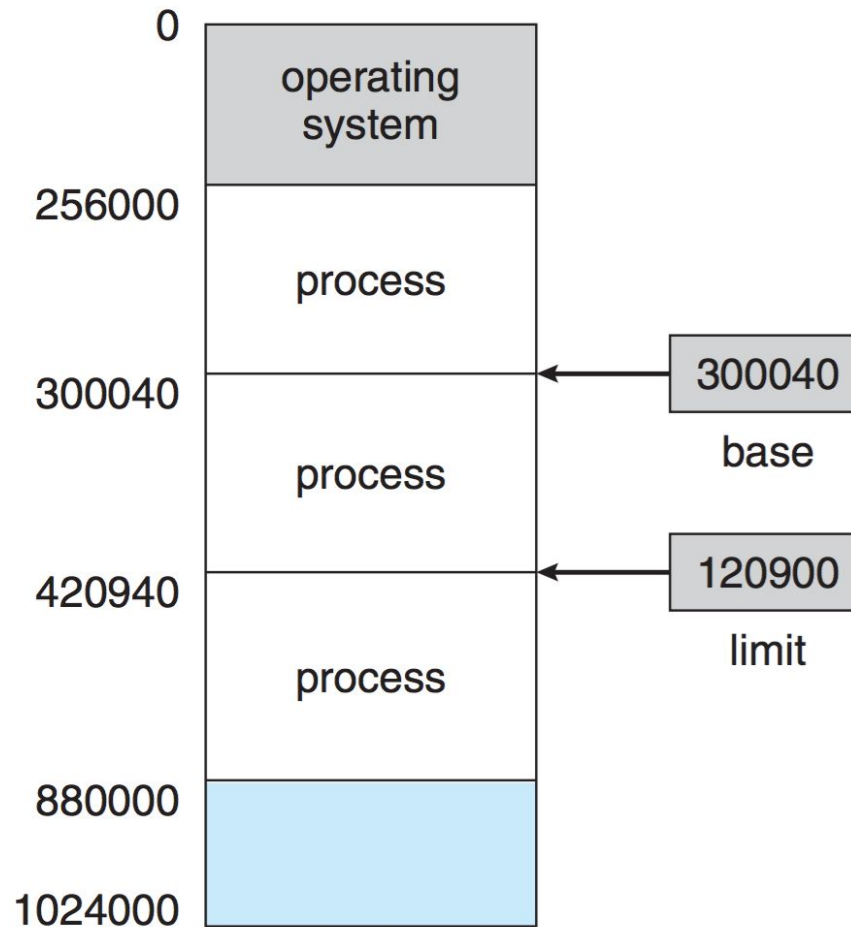 0
operating
system
256000
process
300040
300040
base
process
420940
120900
limit
process
880000
1024000